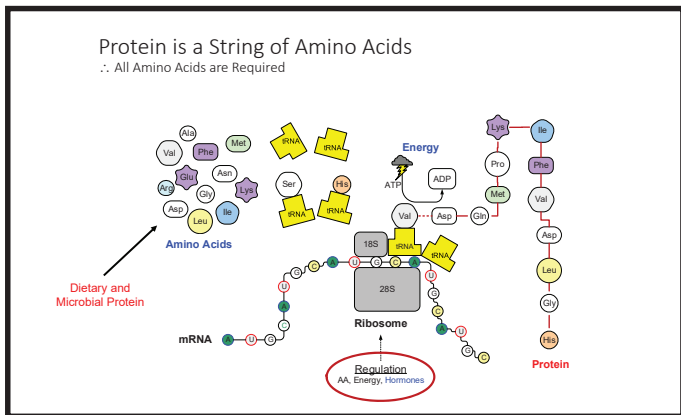 Protein is a String of Amino Acids
∴ All Amino Acids are Required
Ala
Val
Phe
Met
Glu
Asn
Arg
Gly
Lys
Asp
Leu
Ile
Amino Acids
Dietary and
Microbial Protein
tRNA
tRNA
Ser
His
tRNA
tRNA
Energy
ATP
ADP
Val
Asp
Gln
Met
Pro
Lys
Ile
Phe
Val
Asp
Leu
Gly
His
Protein
tRNA
tRNA
18S
28S
Ribosome
mRNA
A
U
G
C
A
U
G
C
A
U
G
C
A
U
G
C
A
U
G
C
Regulation
AA, Energy, Hormones